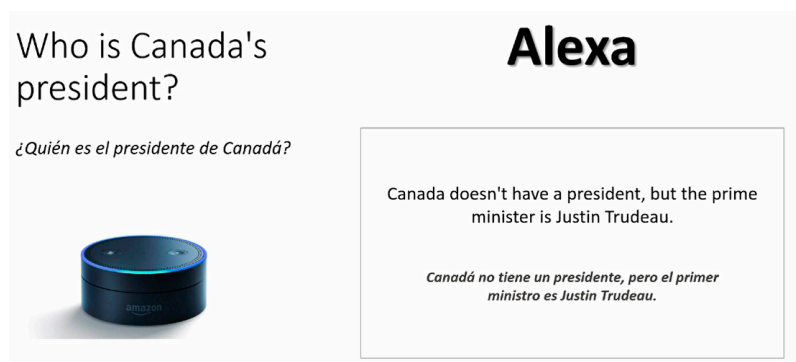 Who is Canada's
president?
¿Quién es el presidente de Canadá?
amazon
Alexa
Canada doesn't have a president, but the prime
minister is Justin Trudeau.
Canadá no tiene un presidente, pero el primer
ministro es Justin Trudeau.